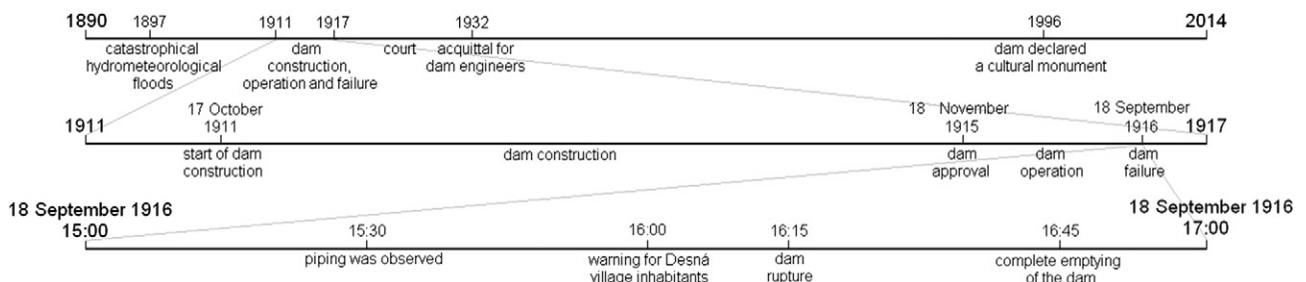 1890 1897 1911 1917 1932 1996 2014
catastrophical dam court acquittal for dam declared
hydrometeorological construction, dam engineers a cultural monument
floods operation and failure
17 October 18 November 18 September
1911 1911 1915 1916 1917
start of dam dam construction dam dam dam
construction approval operation failure
18 September 1916 18 September 1916
15:00 15:30 16:00 16:15 16:45 17:00
piping was observed warning for Desná dam complete emptying
village inhabitants rupture of the dam